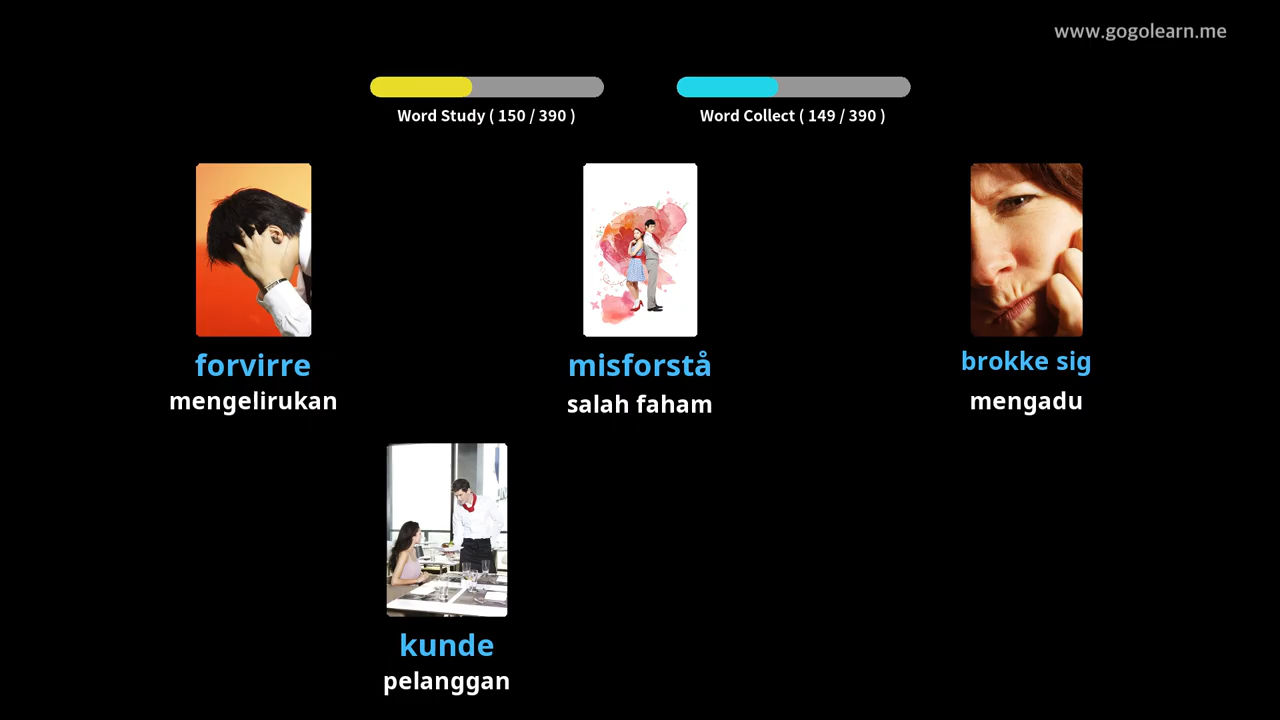 www.gogolearn.me
Word Study ( 150 / 390 )
Word Collect ( 149 / 390 )
forvirre
mengelirukan
misforstå
salah faham
brokke sig
mengadu
kunde
pelanggan